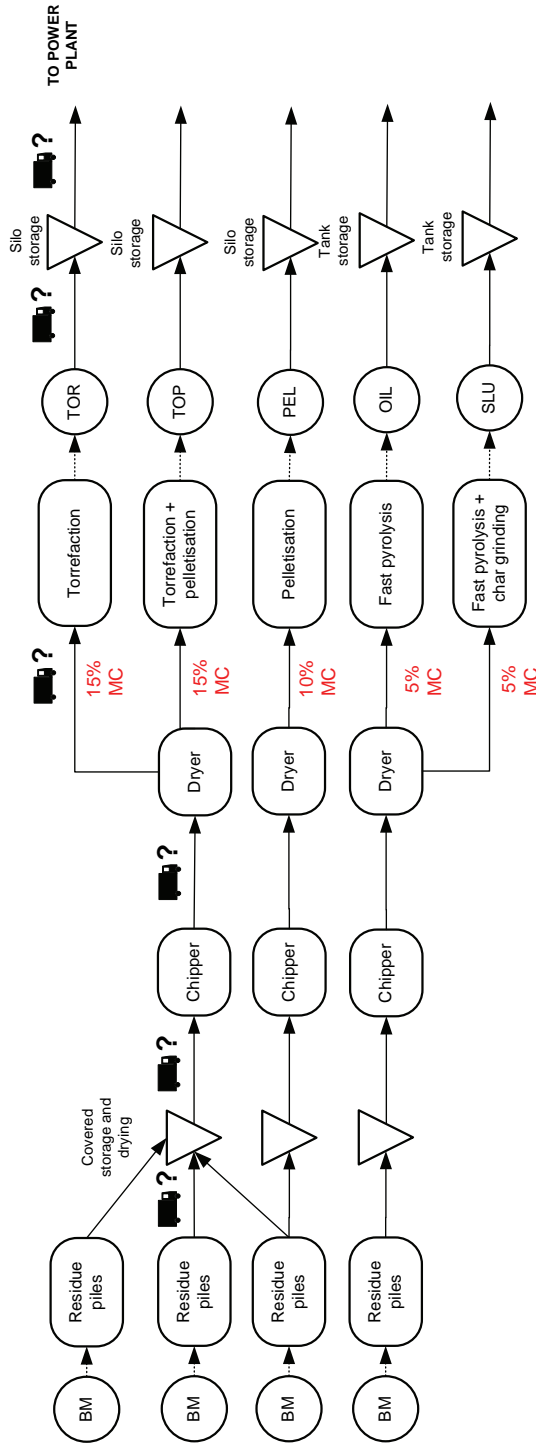 BM
BM
BM
BM
Residue
piles
Residue
piles
Residue
piles
Residue
piles
?
Covered
storage and
drying
?
Chipper
Chipper
Chipper
?
Dryer
Dryer
Dryer
?
15%
MC
15%
MC
10%
MC
5%
MC
5%
MC
Torrefaction
Torrefaction +
pelletisation
Pelletisation
Fast pyrolysis
Fast pyrolysis +
char grinding
TOR
TOP
PEL
OIL
SLU
?
Silo
storage
Silo
storage
Silo
storage
Tank
storage
Tank
storage
?
TO POWER
PLANT